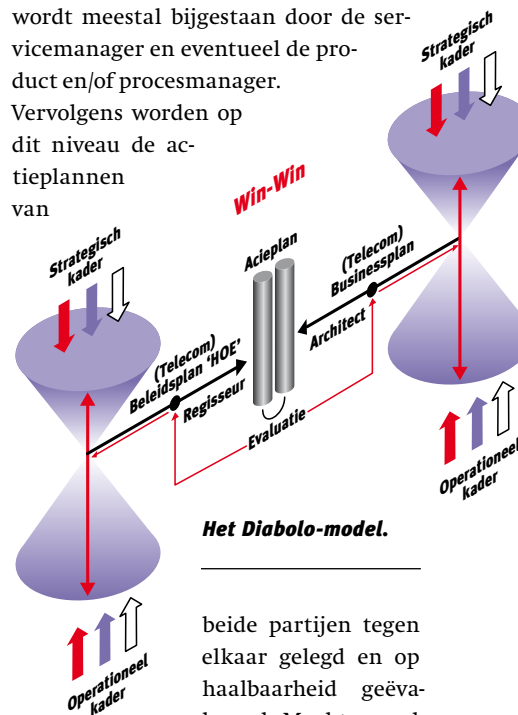 wordt meestal bijgestaan door de ser-
vicemanager en eventueel de pro-
duct en/of procesmanager.
Vervolgens worden op
dit niveau de ac-
tieplannen
van
Strategisch
kader
Win-Win
Acieplan
(Telecom)
Businessplan
Architect
Strategisch
kader
(Telecom)
Beleidsplan 'HOE'
Regisseur
Evaluatie
Operationeel
kader
Operationeel
kader
Het Diabolo-model.
beide partijen tegen
elkaar gelegd en op
haalbaarheid geëva-